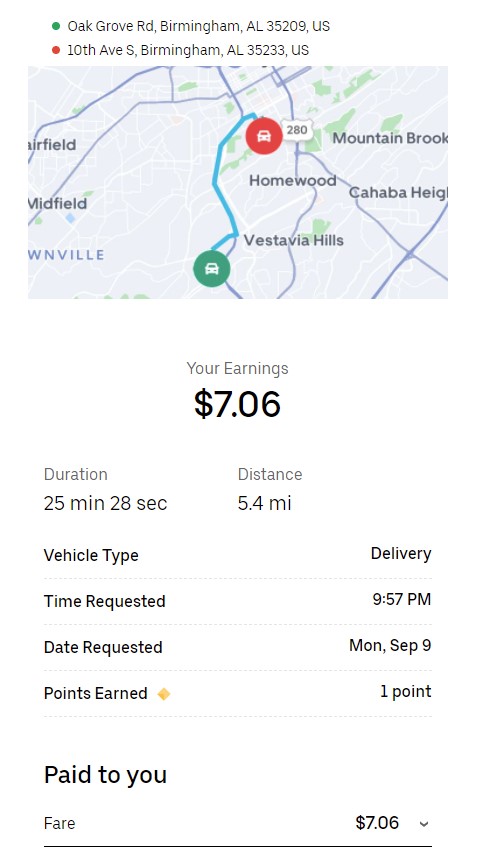 Oak Grove Rd, Birmingham, AL 35209, US
10th Ave S, Birmingham, AL 35233, US
280
airfield
Mountain Brook
Homewood
Cahaba Heigh
Midfield
Vestavia Hills
WNVILLE
Your Earnings
$7.06
Duration
Distance
25 min 28 sec
5.4 mi
Vehicle Type
Delivery
Time Requested
9:57 PM
Date Requested
Mon, Sep 9
Points Earned
1 point
Paid to you
Fare
$7.06